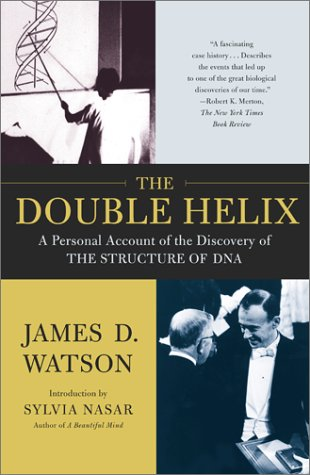 “A fascinating
case history . . . Describes
the events that led up
to one of the great biological
discoveries of our time.”
—Robert K. Merton,
The New York Times
Book Review
THE
DOUBLE HELIX
A Personal Account of the Discovery of
THE STRUCTURE OF DNA
JAMES D.
WATSON
Introduction by
SYLVIA NASAR
Author of A Beautiful Mind